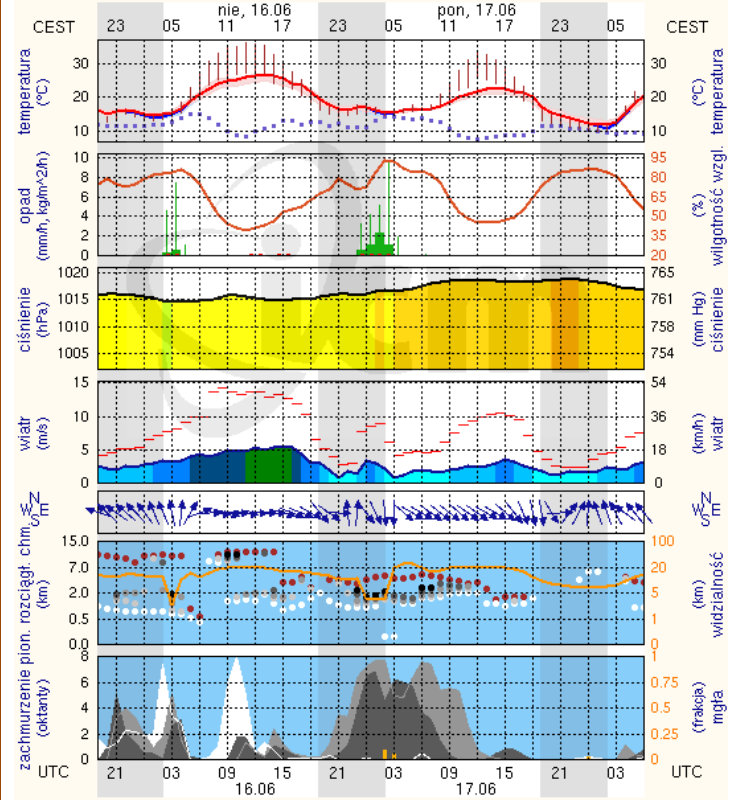 nie, 16.06 pon, 17.06
CEST 23 05 11 17 23 05 11 17 23 05 CEST
temperatura (°C) 30 20 10 30 20 10 (°C) temperatura
opad (mm/h, kg/m^2/h) 10 8 6 4 2 0 95 80 65 50 35 20 (%) wilgotność wzgl.
ciśnienie (hPa) 1020 1015 1010 1005 765 761 758 754 (mm Hg) ciśnienie
wiatr (m/s) 15 10 5 0 54 36 18 0 (km/h) wiatr
N W E S N W E S
pion. rozciągł. chm. (km) 15.0 7.0 2.0 0.5 0.0 100 20 5 1 0 (km) widzialność
zachmurzenie (oktanty) 8 6 4 2 0 1 0.75 0.5 0.25 0 (frakcja) mgła
UTC 21 03 09 15 21 03 09 15 21 03 UTC
16.06 17.06
icm